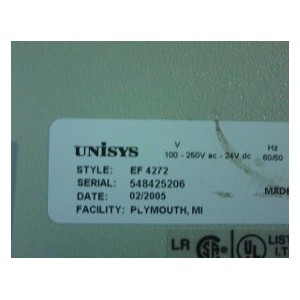 UNiSYS
V
Hz
100 - 250V ac - 24V dc
60/60
STYLE: EF 4272
SERIAL: 548425206
DATE: 02/2005
MADE
FACILITY: PLYMOUTH, MI
LR SA UL LIST
I.T.